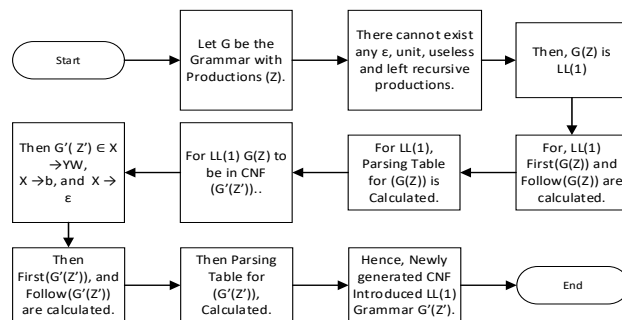 Start
Let G be the
Grammar with
Productions (Z).
There cannot exist
any ε, unit, useless
and left recursive
productions.
Then, G(Z) is
LL(1)
For, LL(1)
First(G(Z)) and
Follow(G(Z)) are
calculated.
For LL(1),
Parsing Table
for (G(Z)) is
Calculated.
For LL(1) G(Z) to
be in CNF
(G'(Z'))..
Then G'( Z') ∈ X
→YW,
X →b, and X →
ε
Then
First(G'(Z')), and
Follow(G'(Z'))
are calculated.
Then Parsing
Table for
(G'(Z')),
Calculated.
Hence, Newly
generated CNF
Introduced LL(1)
Grammar G'(Z').
End